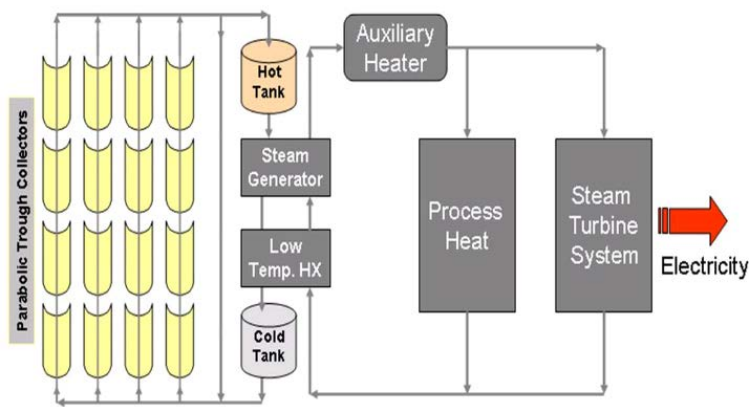 Parabolic Trough Collectors
Hot
Tank
Steam
Generator
Low
Temp. HX
Cold
Tank
Auxiliary
Heater
Process
Heat
Steam
Turbine
System
Electricity